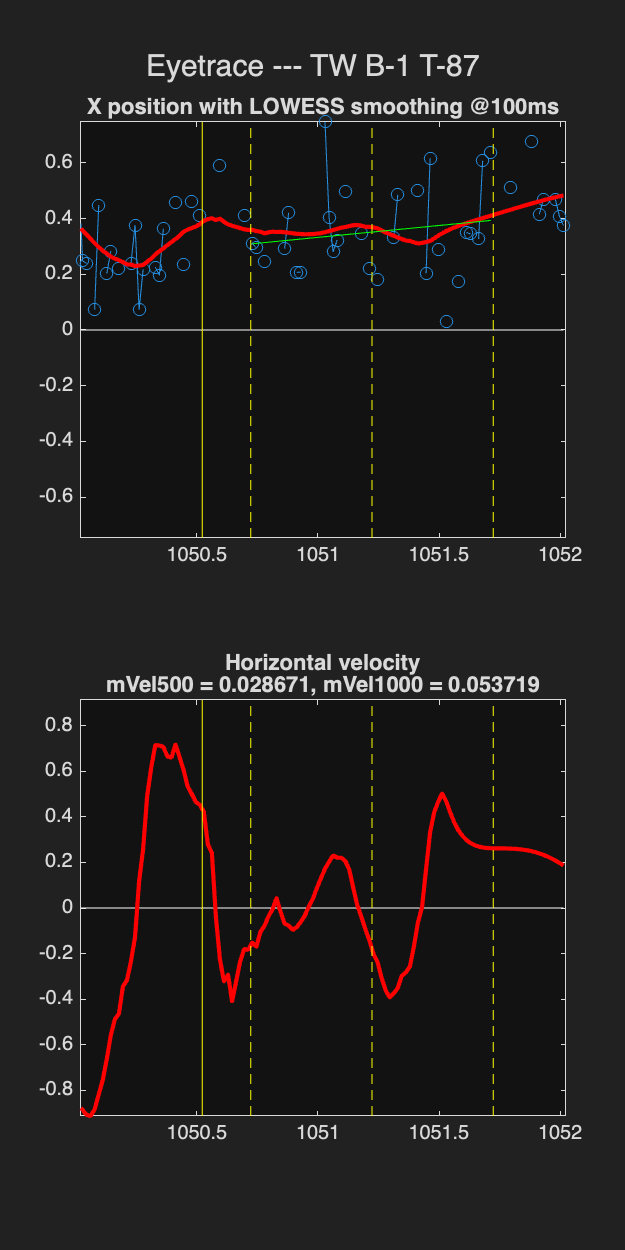 Eyetrace --- TW B-1 T-87
X position with LOWESS smoothing @100ms
0.6
0.4
0.2
0
-0.2
-0.4
-0.6
1050.5 1051 1051.5 1052
Horizontal velocity
mVel500 = 0.028671, mVel1000 = 0.053719
0.8
0.6
0.4
0.2
0
-0.2
-0.4
-0.6
-0.8
1050.5 1051 1051.5 1052